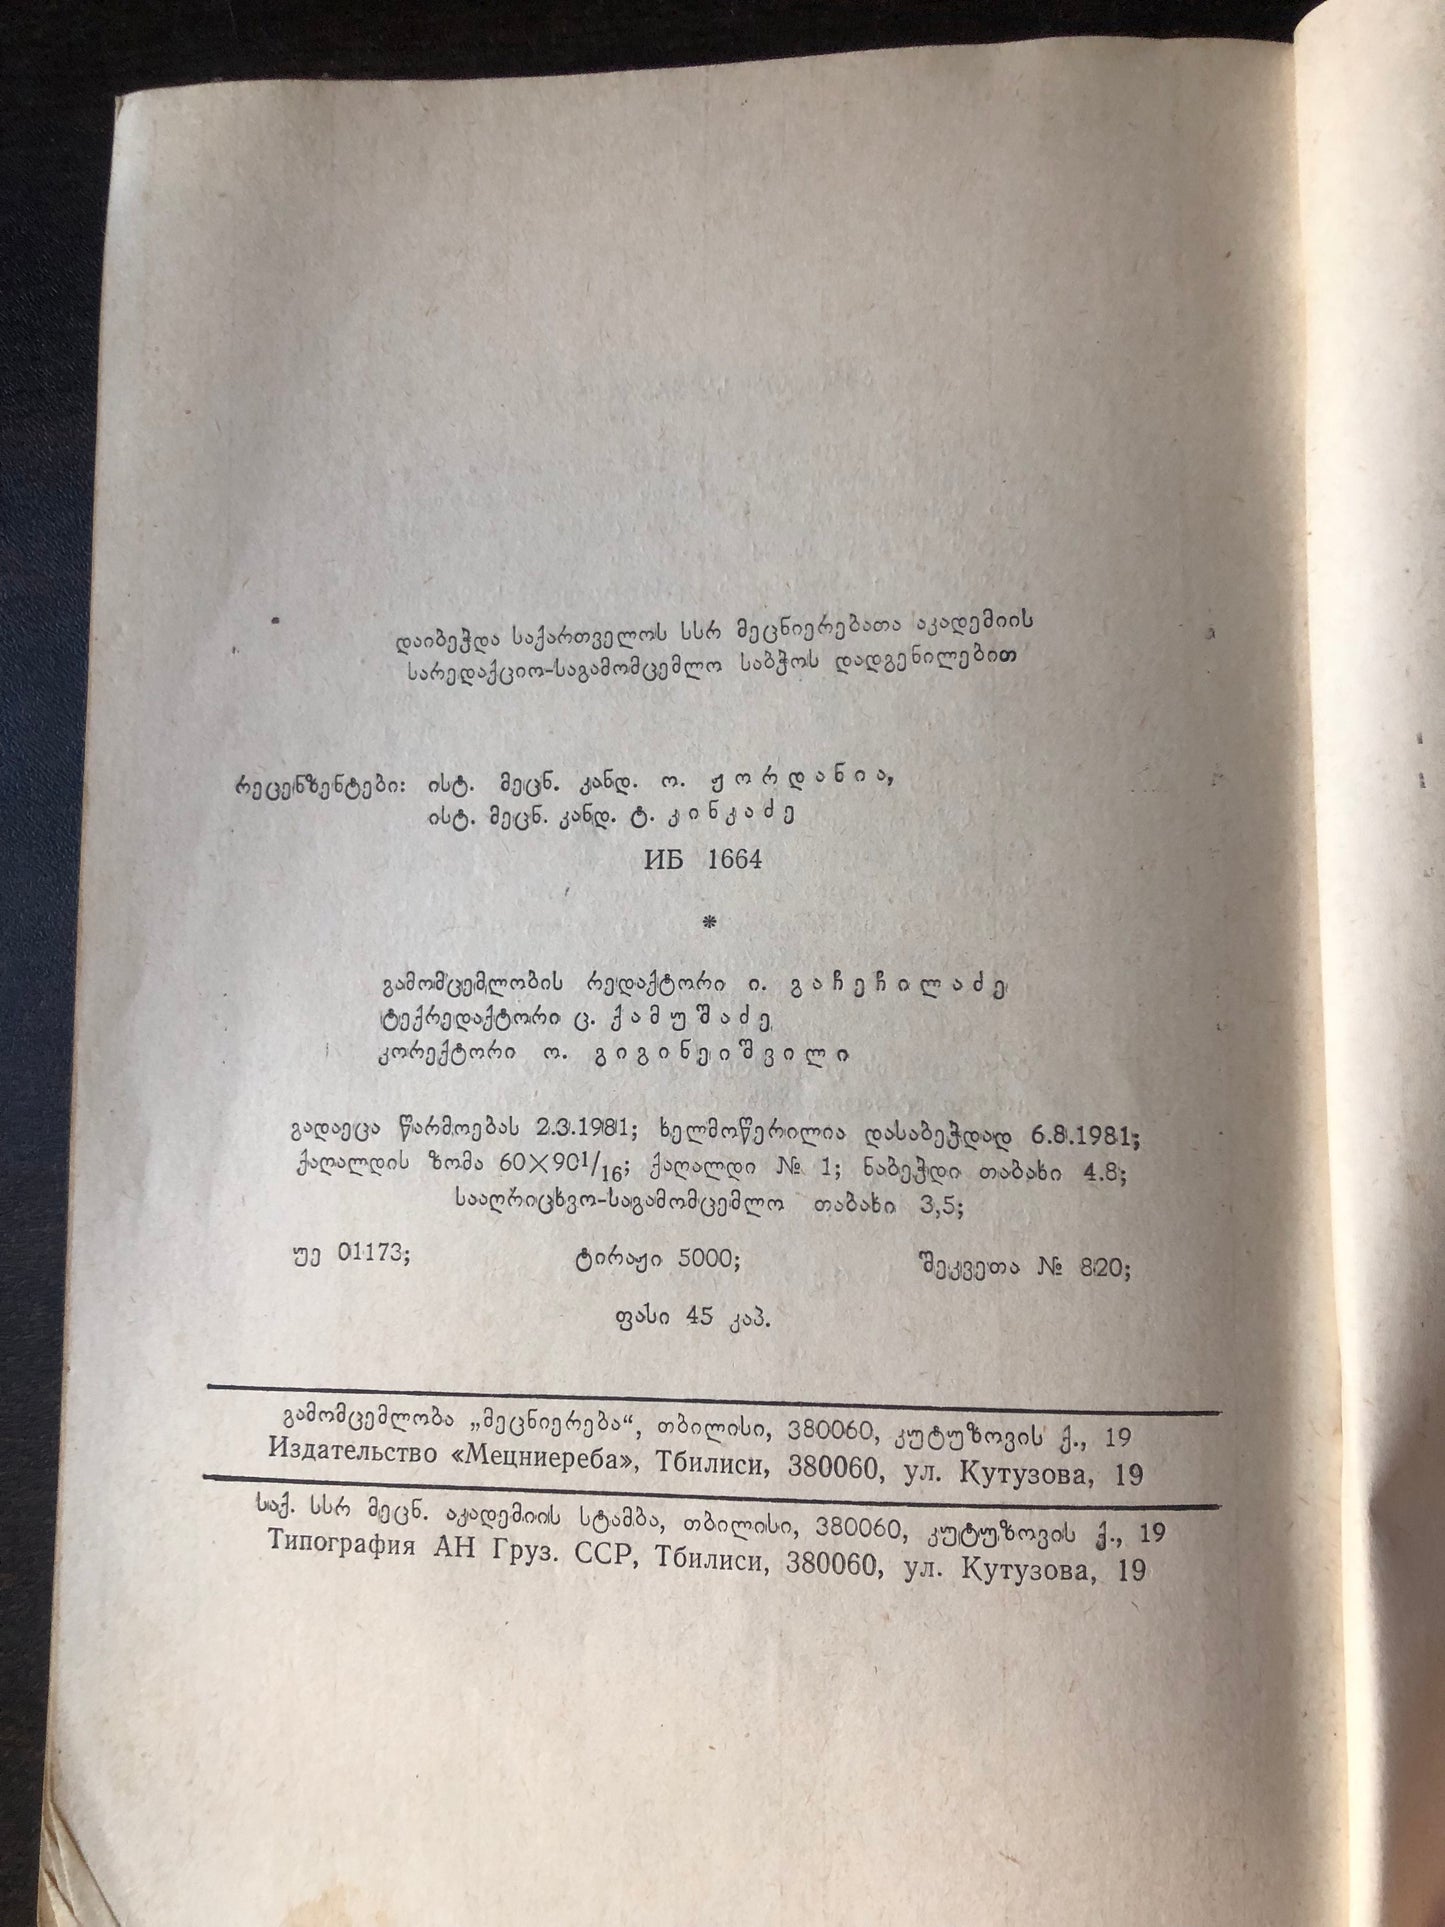 დაიბეჭდა საქართველოს სსრ მეცნიერებათა აკადემიის
სარედაქციო-საგამომცემლო საბჭოს დადგენილებით
რეცენზენტები: ისტ. მეცნ. კანდ. ო. ჟორდანია,
ისტ. მეცნ. კანდ. ტ. კინკაძე
ИБ 1664
*
გამომცემლობის რედაქტორი ი. გაჩეჩილაძე
ტექრედაქტორი ც. ქამუშაძე
კორექტორი ო. გიგინეიშვილი
გადაეცა წარმოებას 2.3.1981; ხელმოწერილია დასაბეჭდად 6.8.1981;
ქაღალდის ზომა 60×90¹/₁₆; ქაღალდი № 1; ნაბეჭდი თაბახი 4.8;
სააღრიცხვო-საგამომცემლო თაბახი 3,5;
უე 01173; ტირაჟი 5000; შეკვეთა № 820;
ფასი 45 კაპ.
გამომცემლობა „მეცნიერება“, თბილისი, 380060, კუტუზოვის ქ., 19
Издательство «Мецниереба», Тбилиси, 380060, ул. Кутузова, 19
საქ. სსრ მეცნ. აკადემიის სტამბა, თბილისი, 380060, კუტუზოვის ქ., 19
Типография АН Груз. ССР, Тбилиси, 380060, ул. Кутузова, 19